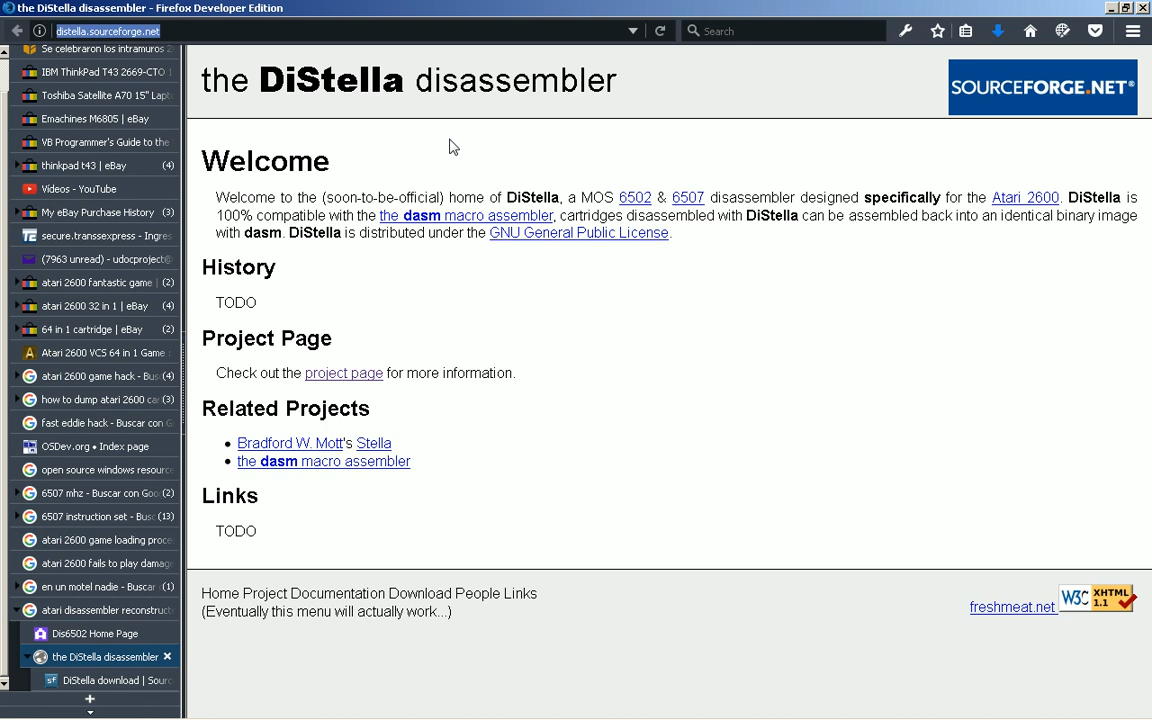 the DiStella disassembler - Firefox Developer Edition
distella.sourceforge.net
Search
Se celebraron los intramuros
IBM ThinkPad T43 2669-CTO 1
Toshiba Satellite A70 15" Lapt
Emachines M6805 | eBay
VB Programmer's Guide to the
thinkpad t43 | eBay (4)
Vídeos - YouTube
My eBay Purchase History (3)
secure.transsexpress - Ingres
(7963 unread) - udocproject@
atari 2600 fantastic game | (2)
atari 2600 32 in 1 | eBay (4)
64 in 1 cartridge | eBay (2)
Atari 2600 VCS 64 in 1 Game
atari 2600 game hack - Bus (4)
how to dump atari 2600 ca (3)
fast eddie hack - Buscar con G
OSDev.org • Index page
open source windows resource
6507 mhz - Buscar con Goo (2)
6507 instruction set - Busc (13)
atari 2600 game loading proce
atari 2600 fails to play damag
en un motel nadie - Buscar (1)
atari disassembler reconstruct
Dis6502 Home Page
the DiStella disassembler
DiStella download | Sour
the DiStella disassembler
SOURCEFORGE.NET®
Welcome
Welcome to the (soon-to-be-official) home of DiStella, a MOS 6502 & 6507 disassembler designed specifically for the Atari 2600. DiStella is
100% compatible with the the dasm macro assembler, cartridges disassembled with DiStella can be assembled back into an identical binary image
with dasm. DiStella is distributed under the GNU General Public License.
History
TODO
Project Page
Check out the project page for more information.
Related Projects
Bradford W. Mott's Stella
the dasm macro assembler
Links
TODO
Home Project Documentation Download People Links
(Eventually this menu will actually work...)
freshmeat.net
W3C XHTML 1.1